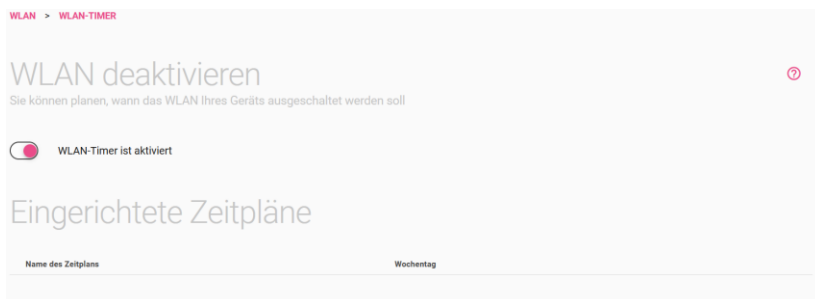 WLAN > WLAN-TIMER
WLAN deaktivieren
Sie können planen, wann das WLAN Ihres Geräts ausgeschaltet werden soll
WLAN-Timer ist aktiviert
Eingerichtete Zeitpläne
Name des Zeitplans Wochentag